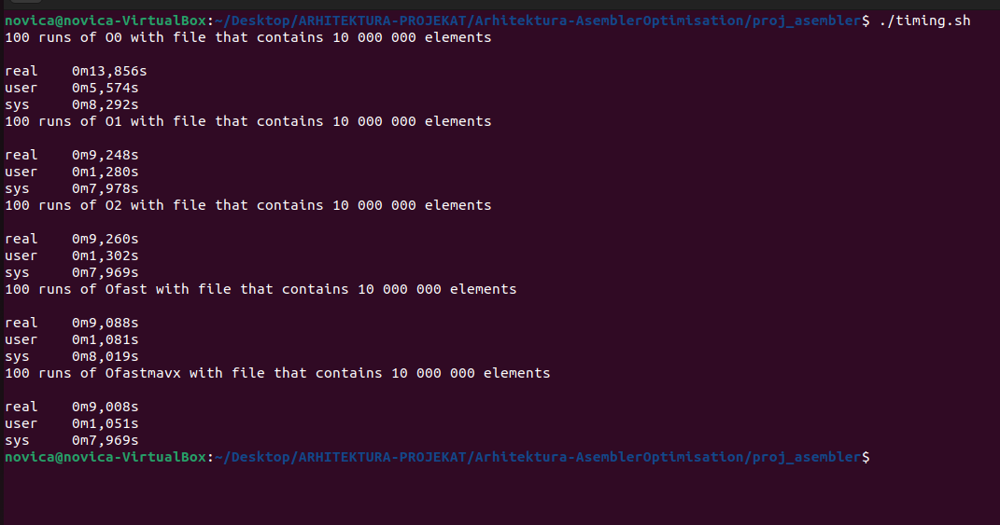 novica@novica-VirtualBox:~/Desktop/ARHITEKTURA-PROJEKAT/Arhitektura-AsemblerOptimisation/proj_asembler$ ./timing.sh
100 runs of O0 with file that contains 10 000 000 elements
real 0m13,856s
user 0m5,574s
sys 0m8,292s
100 runs of O1 with file that contains 10 000 000 elements
real 0m9,248s
user 0m1,280s
sys 0m7,978s
100 runs of O2 with file that contains 10 000 000 elements
real 0m9,260s
user 0m1,302s
sys 0m7,969s
100 runs of Ofast with file that contains 10 000 000 elements
real 0m9,088s
user 0m1,081s
sys 0m8,019s
100 runs of Ofastmavx with file that contains 10 000 000 elements
real 0m9,008s
user 0m1,051s
sys 0m7,969s
novica@novica-VirtualBox:~/Desktop/ARHITEKTURA-PROJEKAT/Arhitektura-AsemblerOptimisation/proj_asembler$